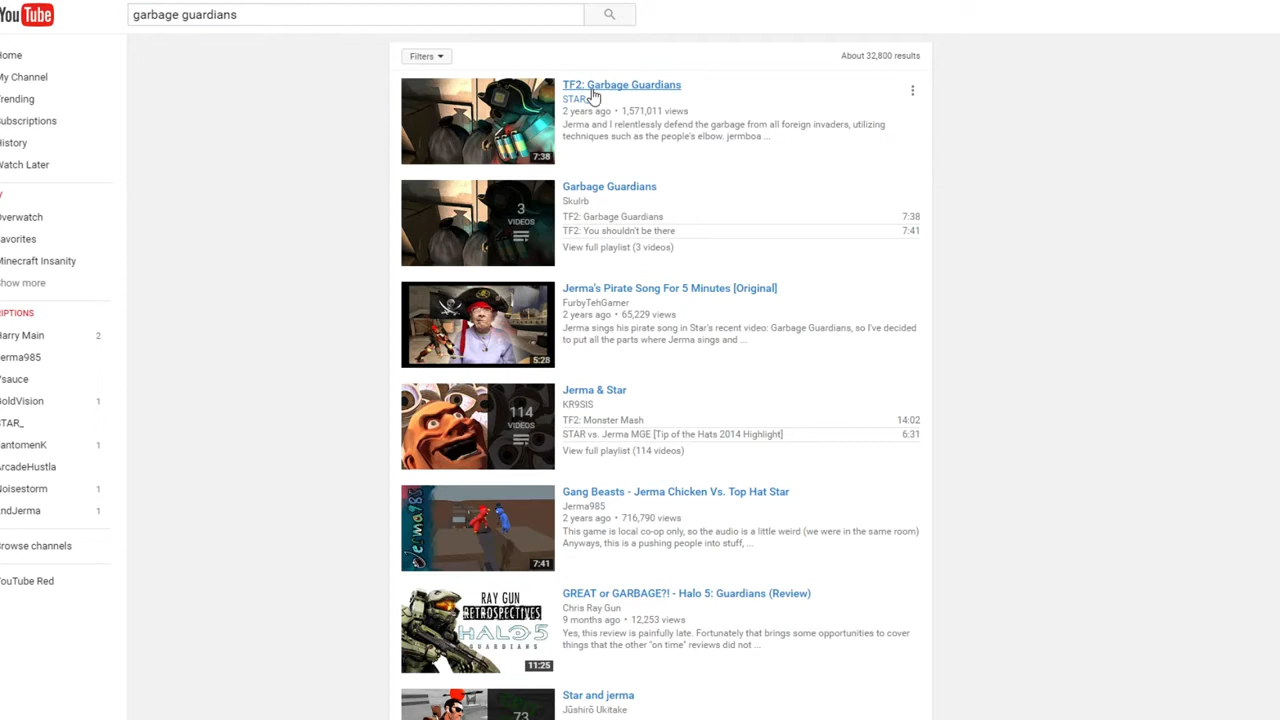 YouTube
garbage guardians
Home
My Channel
Trending
Subscriptions
History
Watch Later
Y
Overwatch
Favorites
Minecraft Insanity
Show more
IPTIONS
Harry Main 2
Jerma985
Vsauce
GoldVision 1
STAR_
antomenK 1
ArcadeHustla
Noisestorm 1
ndJerma 1
Browse channels
YouTube Red
Filters
About 32,800 results
TF2: Garbage Guardians
STAR_
2 years ago • 1,571,011 views
Jerma and I relentlessly defend the garbage from all foreign invaders, utilizing
techniques such as the people's elbow. jermboa ...
7:38
Garbage Guardians
Skulrb
TF2: Garbage Guardians 7:38
TF2: You shouldn't be there 7:41
View full playlist (3 videos)
3
VIDEOS
Jerma's Pirate Song For 5 Minutes [Original]
FurbyTehGamer
2 years ago • 65,229 views
Jerma sings his pirate song in Star's recent video: Garbage Guardians, so I've decided
to put all the parts where Jerma sings and ...
5:28
Jerma & Star
KR9SIS
TF2: Monster Mash 14:02
STAR vs. Jerma MGE [Tip of the Hats 2014 Highlight] 6:31
View full playlist (114 videos)
114
VIDEOS
Gang Beasts - Jerma Chicken Vs. Top Hat Star
Jerma985
2 years ago • 716,790 views
This game is local co-op only, so the audio is a little weird (we were in the same room)
Anyways, this is a pushing people into stuff, ...
Jerma985
7:41
GREAT or GARBAGE?! - Halo 5: Guardians (Review)
Chris Ray Gun
9 months ago • 12,253 views
Yes, this review is painfully late. Fortunately that brings some opportunities to cover
things that the other "on time" reviews did not ...
RAY GUN
RETROSPECTIVES
HALO 5
GUARDIANS
11:25
Star and jerma
Jūshirō Ukitake
73